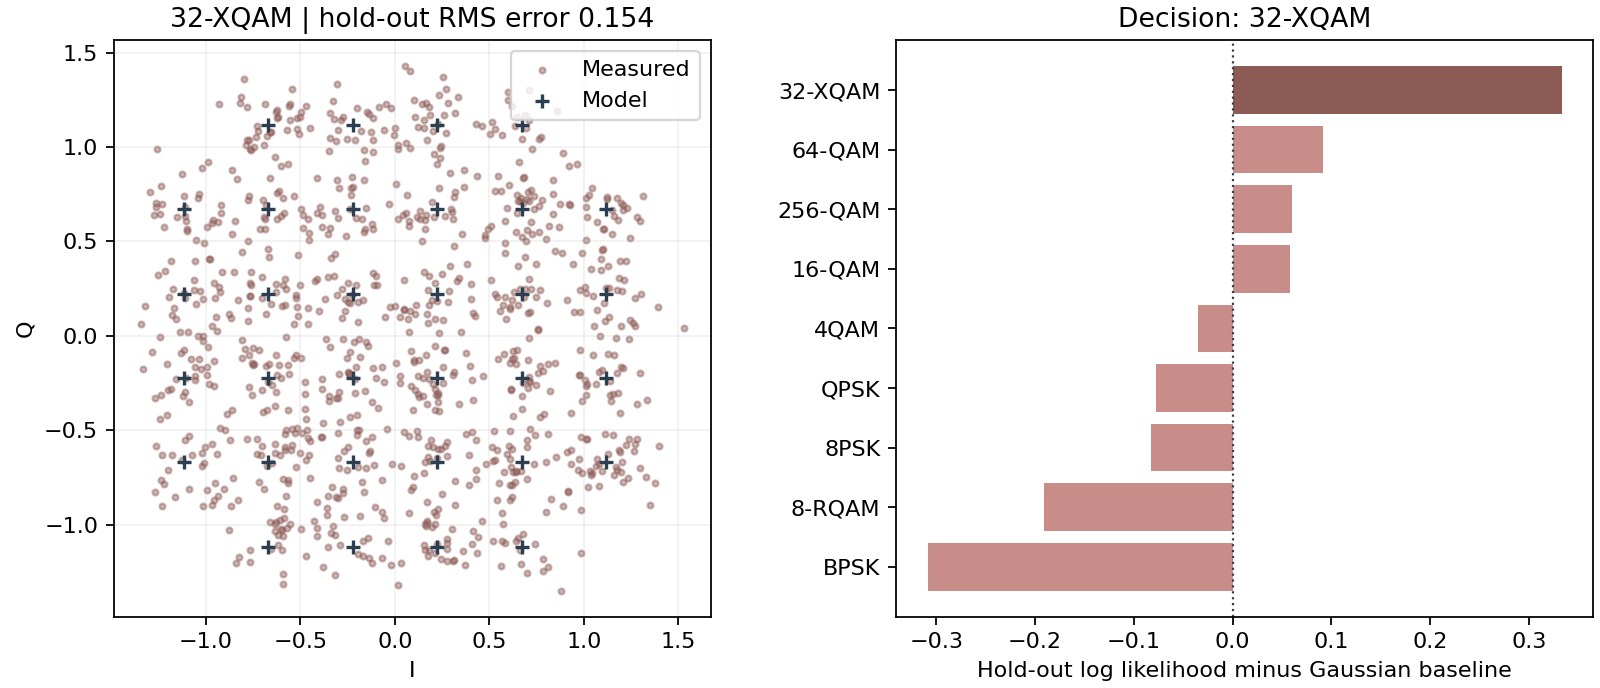 32-XQAM | hold-out RMS error 0.154
Measured
Model
Q
1.5
1.0
0.5
0.0
−0.5
−1.0
−1.0
−0.5
0.0
0.5
1.0
1.5
I
Decision: 32-XQAM
32-XQAM
64-QAM
256-QAM
16-QAM
4QAM
QPSK
8PSK
8-RQAM
BPSK
−0.3
−0.2
−0.1
0.0
0.1
0.2
0.3
Hold-out log likelihood minus Gaussian baseline